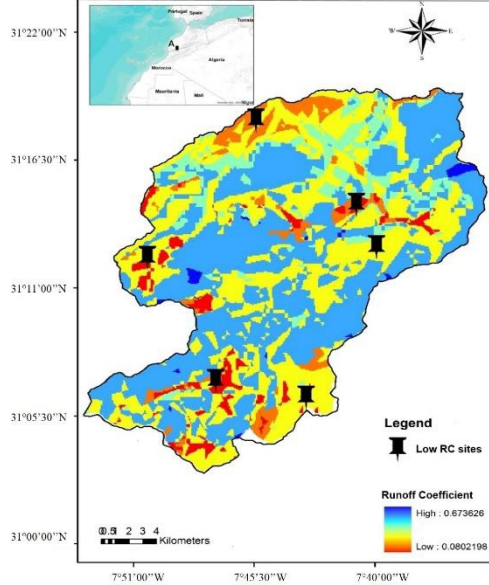 Portugal Spain
Tunisia
A
Morocco
Algeria
Mauritania
Mali
N
W E
S
31°22'00''N
31°16'30''N
31°11'00''N
31°05'30''N
31°00'00''N
Legend
Low RC sites
Runoff Coefficient
High : 0.673626
Low : 0.0802198
0 0.5 1 2 3 4
Kilometers
7°51'00''W 7°45'30''W 7°40'00''W